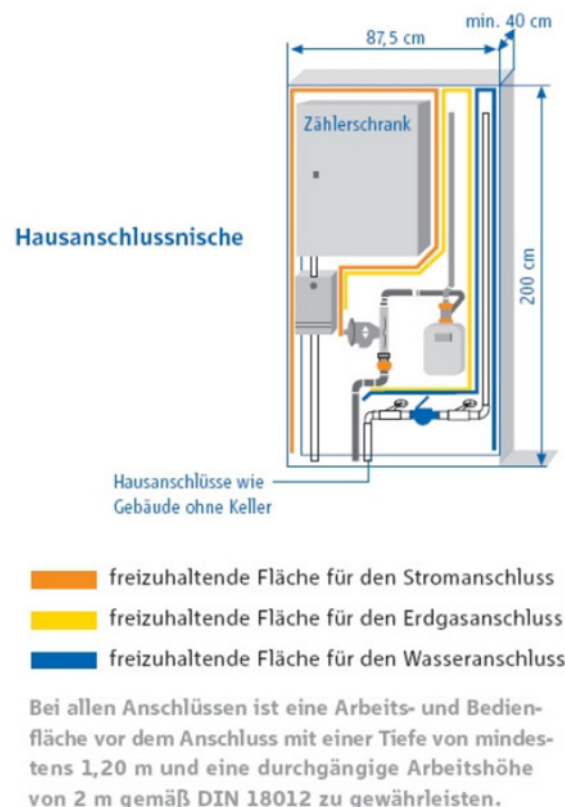 min. 40 cm
87,5 cm
Zählerschrank
Hausanschlussnische
200 cm
Hausanschlüsse wie
Gebäude ohne Keller
freizuhaltende Fläche für den Stromanschluss
freizuhaltende Fläche für den Erdgasanschluss
freizuhaltende Fläche für den Wasseranschluss
Bei allen Anschlüssen ist eine Arbeits- und Bedien-
fläche vor dem Anschluss mit einer Tiefe von mindes-
tens 1,20 m und eine durchgängige Arbeitshöhe
von 2 m gemäß DIN 18012 zu gewährleisten.